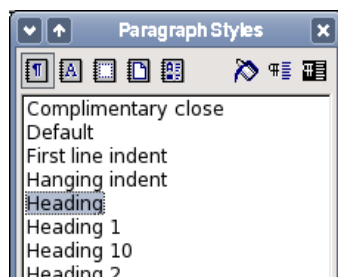 Paragraph Styles
Complimentary close
Default
First line indent
Hanging indent
Heading
Heading 1
Heading 10
Heading 2